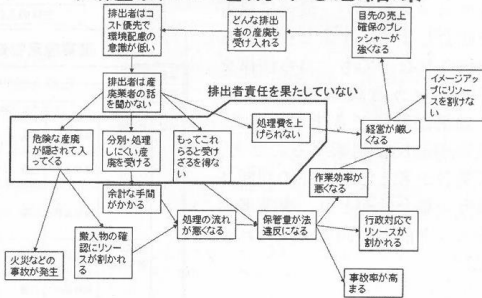 排出者はコ
スト優先で
環境配慮の
意識が低い
どんな排出
者の産廃も
受け入れる
目先の売上
確保のプレ
ッシャーが
強くなる
排出者は産
廃業者の話
を聞かない
排出者責任を果たしていない
イメージアッ
プにリソー
スを割けな
い
危険な産廃
が隠されて入
ってくる
分別・処理
しにくい産
廃を受ける
もってこれ
らると受け
ざるを得な
い
処理費を上
げられない
経営が厳し
くなる
余計な手間
がかかる
作業効率が
悪くなる
火災などの
事故が発生
搬入物の確
認にリソー
スが割かれる
処理の流れ
が悪くなる
保管量が法
違反になる
行政対応でリ
ソースが
割かれる
事故率が高
まる